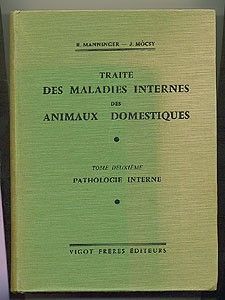 R. MANNINGER — J. MÓCSY
TRAITÉ
DES MALADIES INTERNES
DES
ANIMAUX DOMESTIQUES
TOME DEUXIÈME
PATHOLOGIE INTERNE
VIGOT FRÈRES ÉDITEURS